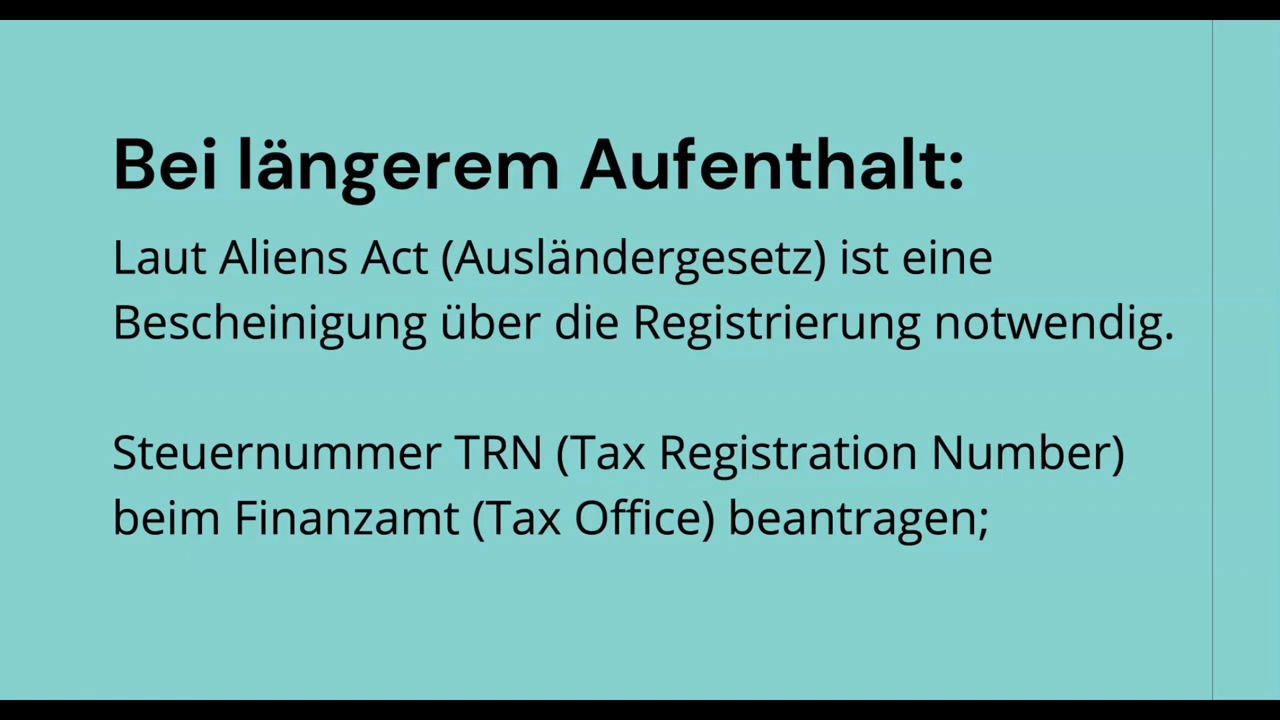 Bei längerem Aufenthalt:
Laut Aliens Act (Ausländergesetz) ist eine
Bescheinigung über die Registrierung notwendig.
Steuernummer TRN (Tax Registration Number)
beim Finanzamt (Tax Office) beantragen;